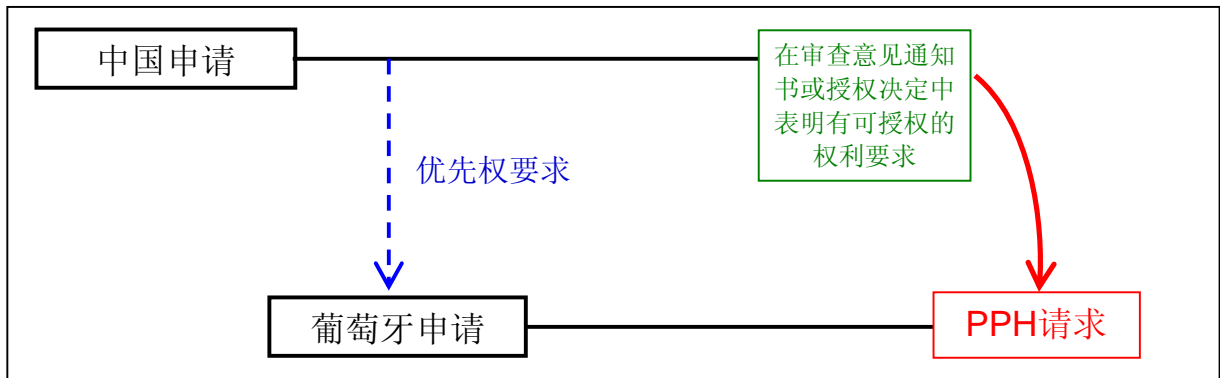 中国申请
在审查意见通知
书或授权决定中
表明有可授权的
权利要求
优先权要求
葡萄牙申请
PPH请求